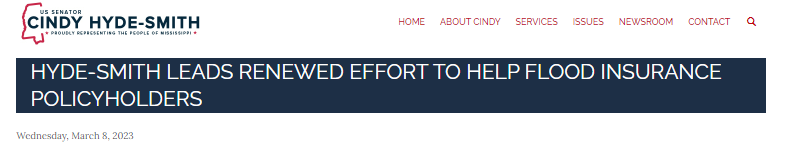 US SENATOR
CINDY HYDE-SMITH
PROUDLY REPRESENTING THE PEOPLE OF MISSISSIPPI
HOME ABOUT CINDY SERVICES ISSUES NEWSROOM CONTACT
HYDE-SMITH LEADS RENEWED EFFORT TO HELP FLOOD INSURANCE
POLICYHOLDERS
Wednesday, March 8, 2023